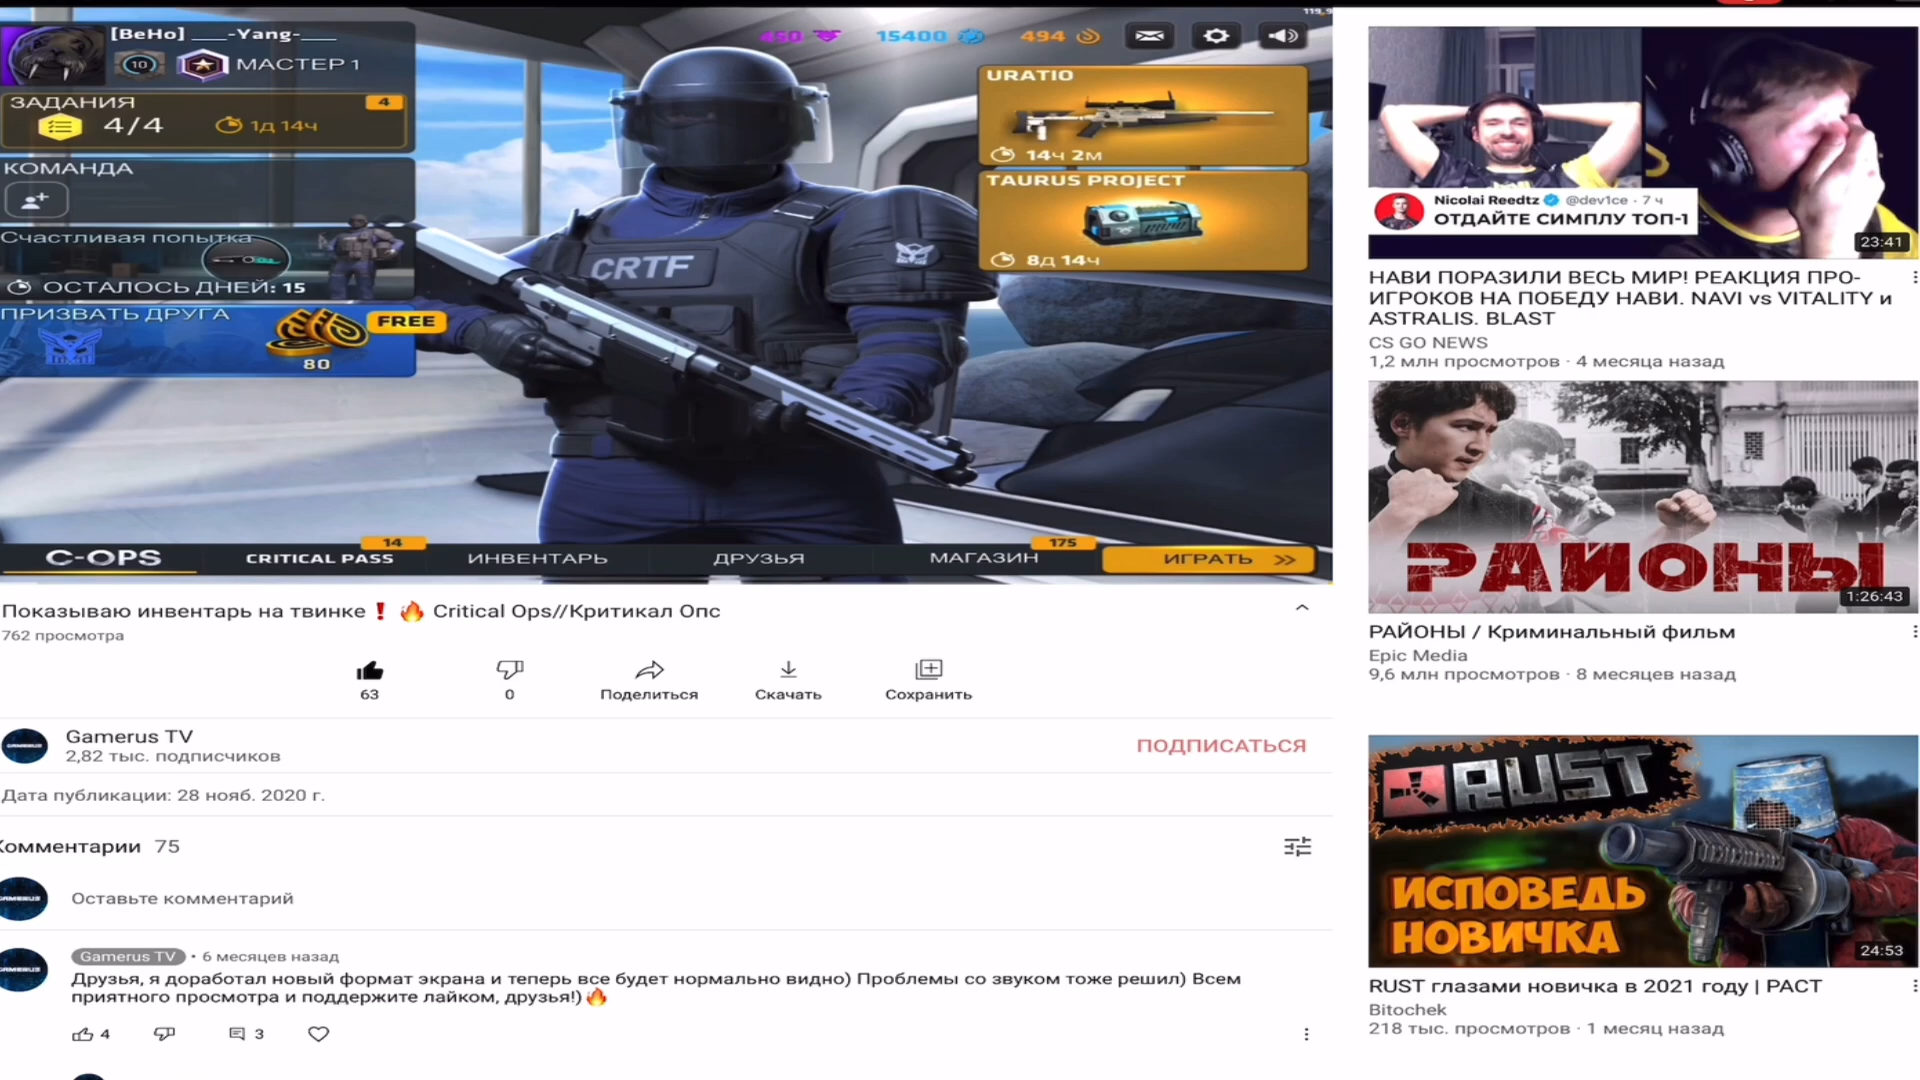 119,9
[BeHo] ___-Yang-___
10
МАСТЕР 1
450
15400
494
ЗАДАНИЯ
4
4/4
1д 14ч
КОМАНДА
Счастливая попытка
ОСТАЛОСЬ ДНЕЙ: 15
ПРИЗВАТЬ ДРУГА
FREE
80
URATIO
14ч 2м
TAURUS PROJECT
8д 14ч
CRTF
C-OPS
14
CRITICAL PASS
ИНВЕНТАРЬ
ДРУЗЬЯ
175
МАГАЗИН
ИГРАТЬ
Показываю инвентарь на твинке❗🔥 Critical Ops//Критикал Опс
762 просмотра
63
0
Поделиться
Скачать
Сохранить
Gamerus TV
2,82 тыс. подписчиков
ПОДПИСАТЬСЯ
Дата публикации: 28 нояб. 2020 г.
Комментарии 75
Оставьте комментарий
Gamerus TV • 6 месяцев назад
Друзья, я доработал новый формат экрана и теперь все будет нормально видно) Проблемы со звуком тоже решил) Всем
приятного просмотра и поддержите лайком, друзья!)🔥
4
3
Nicolai Reedtz @dev1ce · 7 ч
ОТДАЙТЕ СИМПЛУ ТОП-1
23:41
НАВИ ПОРАЗИЛИ ВЕСЬ МИР! РЕАКЦИЯ ПРО-
ИГРОКОВ НА ПОБЕДУ НАВИ. NAVI vs VITALITY и
ASTRALIS. BLAST
CS GO NEWS
1,2 млн просмотров · 4 месяца назад
РАЙОНЫ
1:26:43
РАЙОНЫ / Криминальный фильм
Epic Media
9,6 млн просмотров · 8 месяцев назад
RUST
ИСПОВЕДЬ
НОВИЧКА
24:53
RUST глазами новичка в 2021 году | РАСТ
Bitochek
218 тыс. просмотров · 1 месяц назад